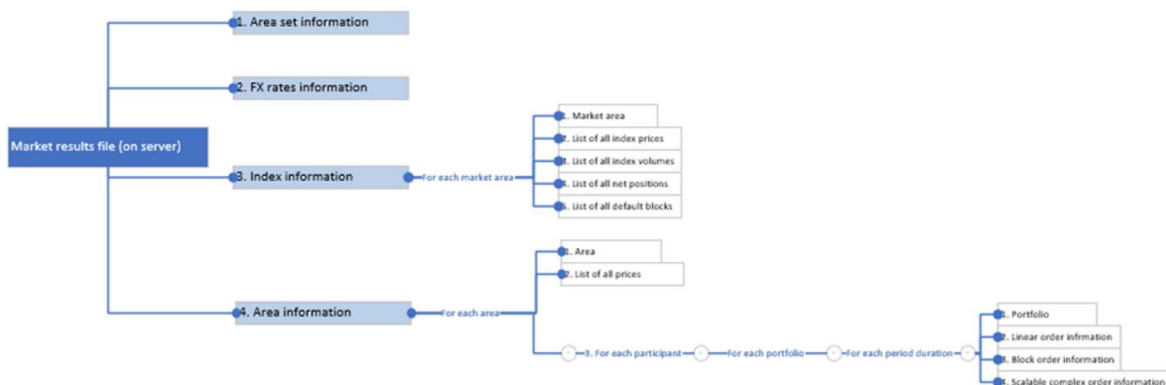 1. Area set information
2. FX rates information
Market results file (on server)
3. Index information
For each market area
1. Market area
2. List of all index prices
3. List of all index volumes
4. List of all net positions
5. List of all default blocks
4. Area information
For each area
1. Area
2. List of all prices
3. For each participant
For each portfolio
For each period duration
1. Portfolio
2. Linear order infrmation
3. Block order information
4. Scalable complex order information